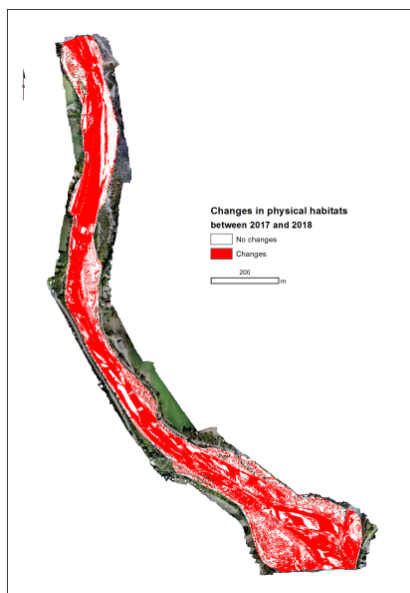 Changes in physical habitats
between 2017 and 2018
No changes
Changes
200
m